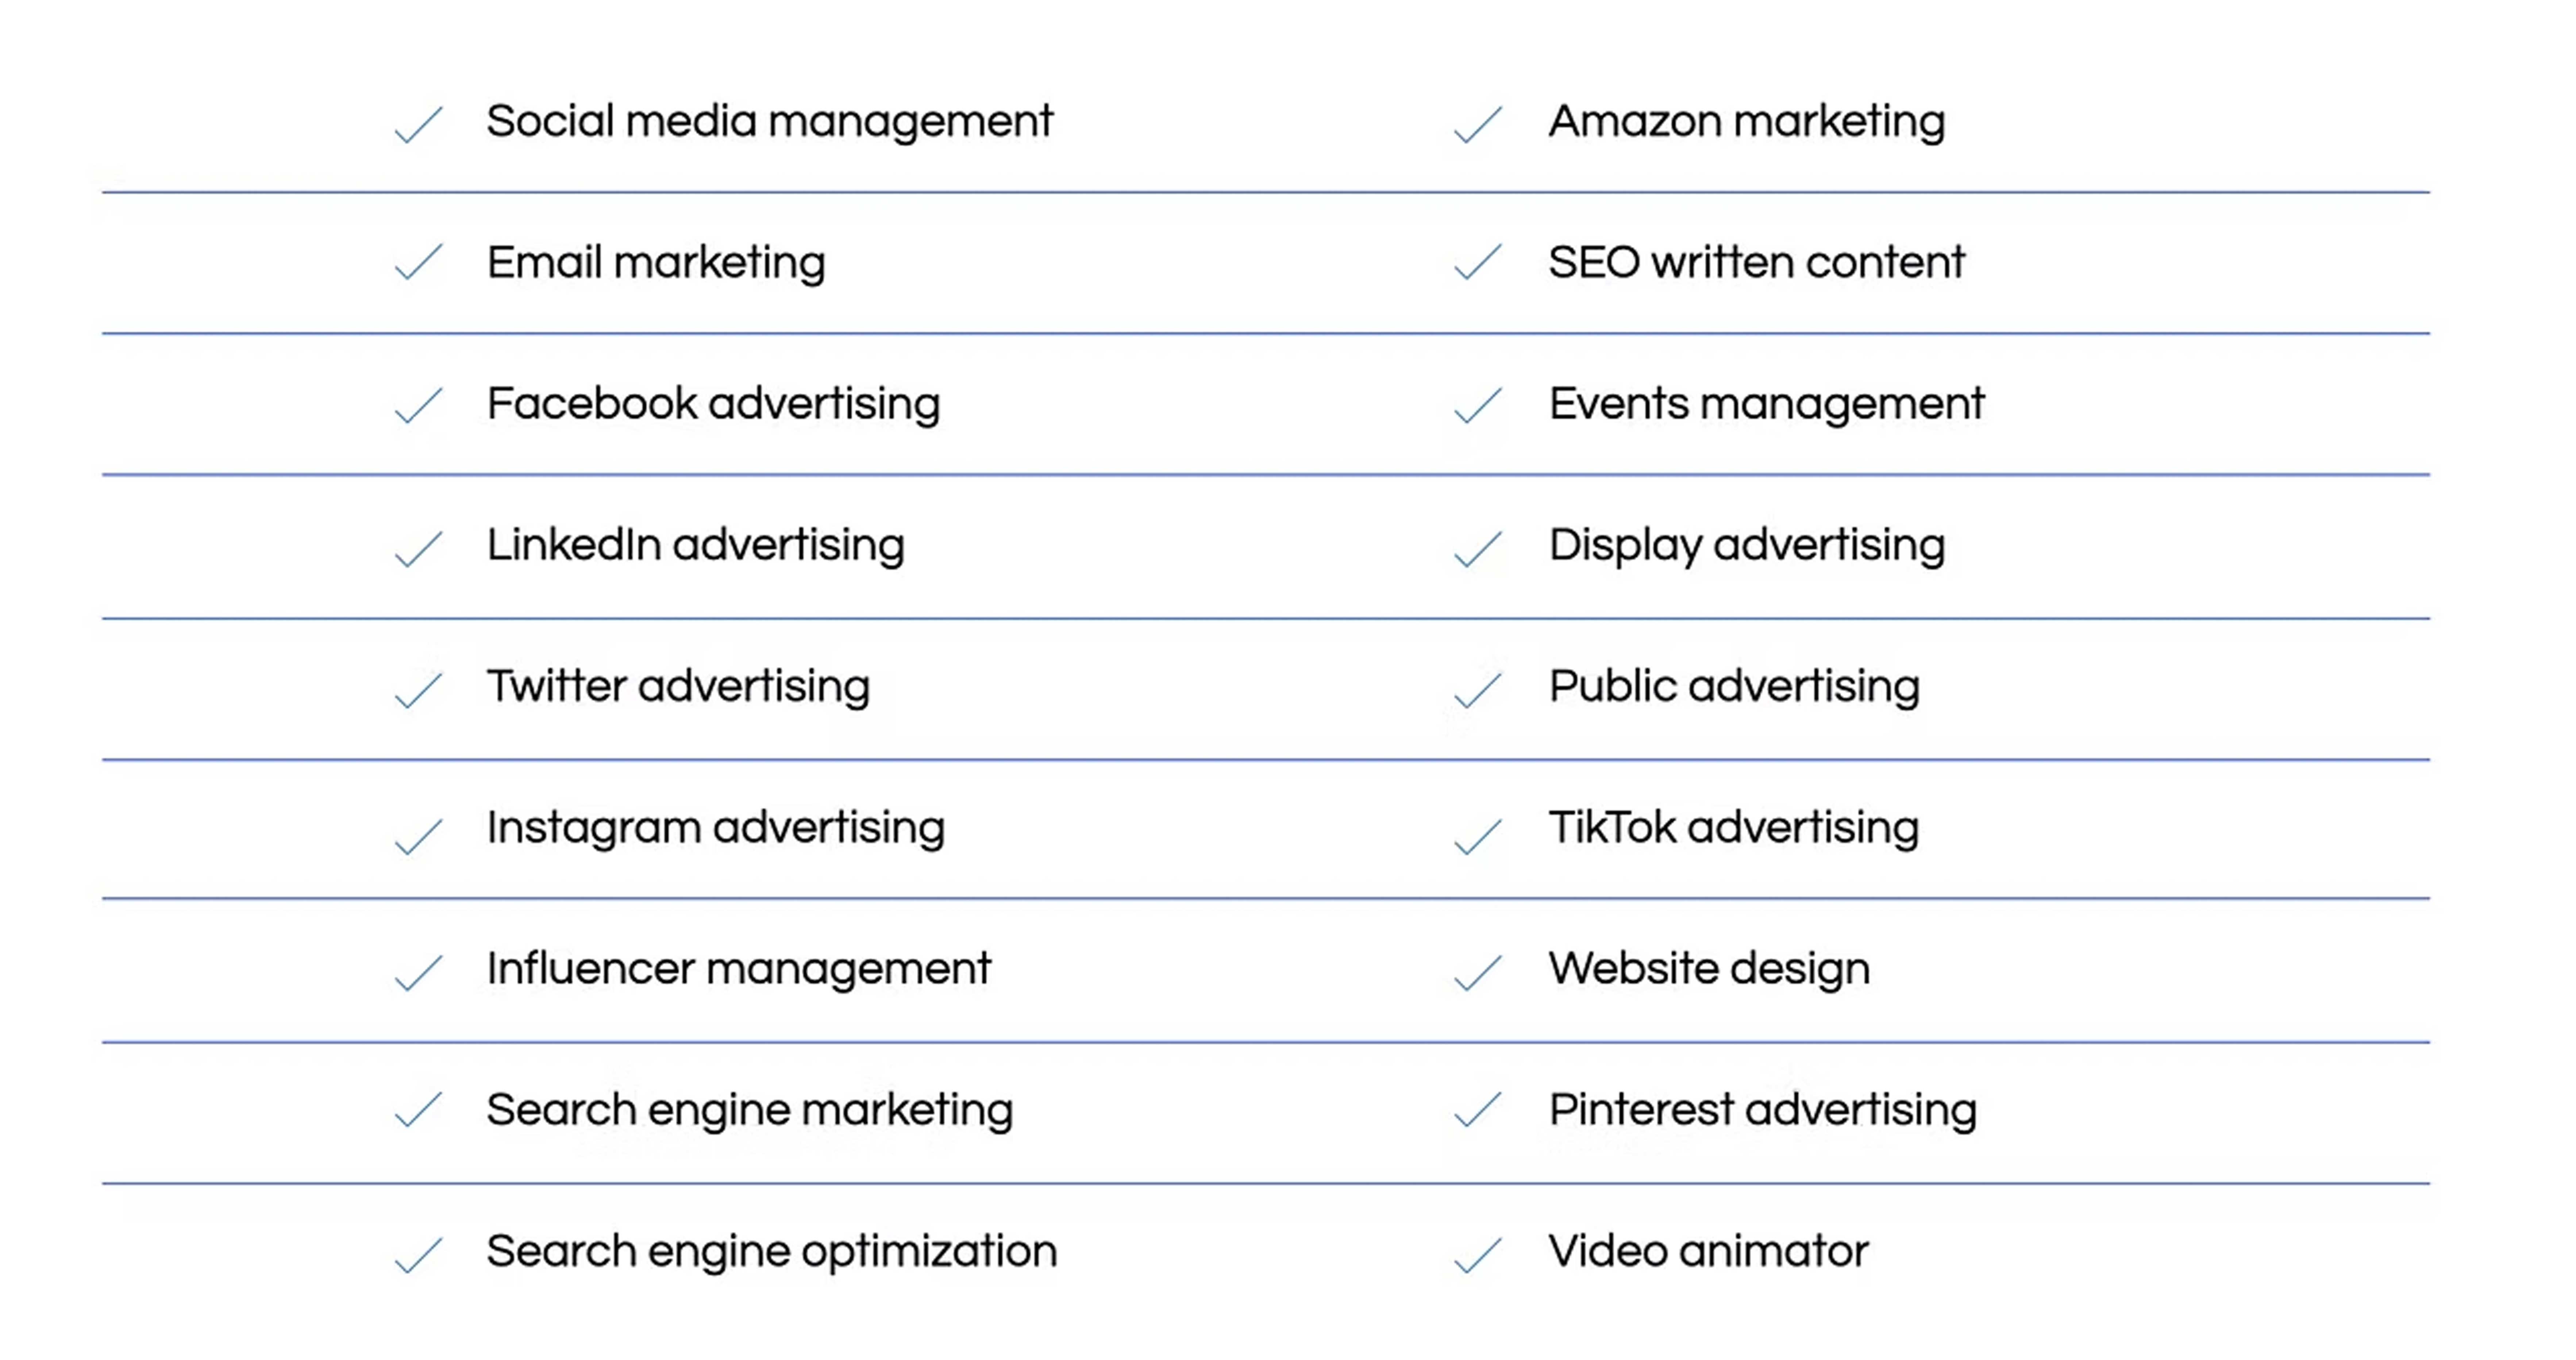 Social media management
Amazon marketing
Email marketing
SEO written content
Facebook advertising
Events management
LinkedIn advertising
Display advertising
Twitter advertising
Public advertising
Instagram advertising
TikTok advertising
Influencer management
Website design
Search engine marketing
Pinterest advertising
Search engine optimization
Video animator